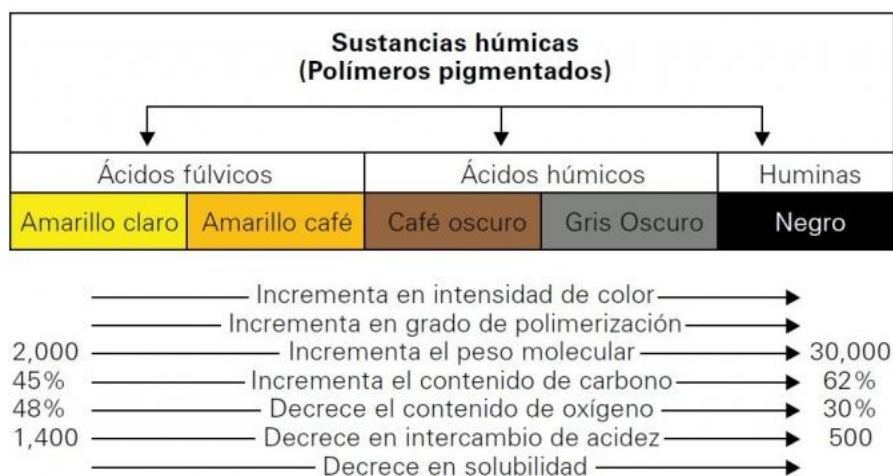 Sustancias húmicas
(Polímeros pigmentados)
Ácidos fúlvicos Ácidos húmicos Huminas
Amarillo claro Amarillo café Café oscuro Gris Oscuro Negro
Incrementa en intensidad de color
Incrementa en grado de polimerización
2,000 Incrementa el peso molecular 30,000
45% Incrementa el contenido de carbono 62%
48% Decrece el contenido de oxígeno 30%
1,400 Decrece en intercambio de acidez 500
Decrece en solubilidad